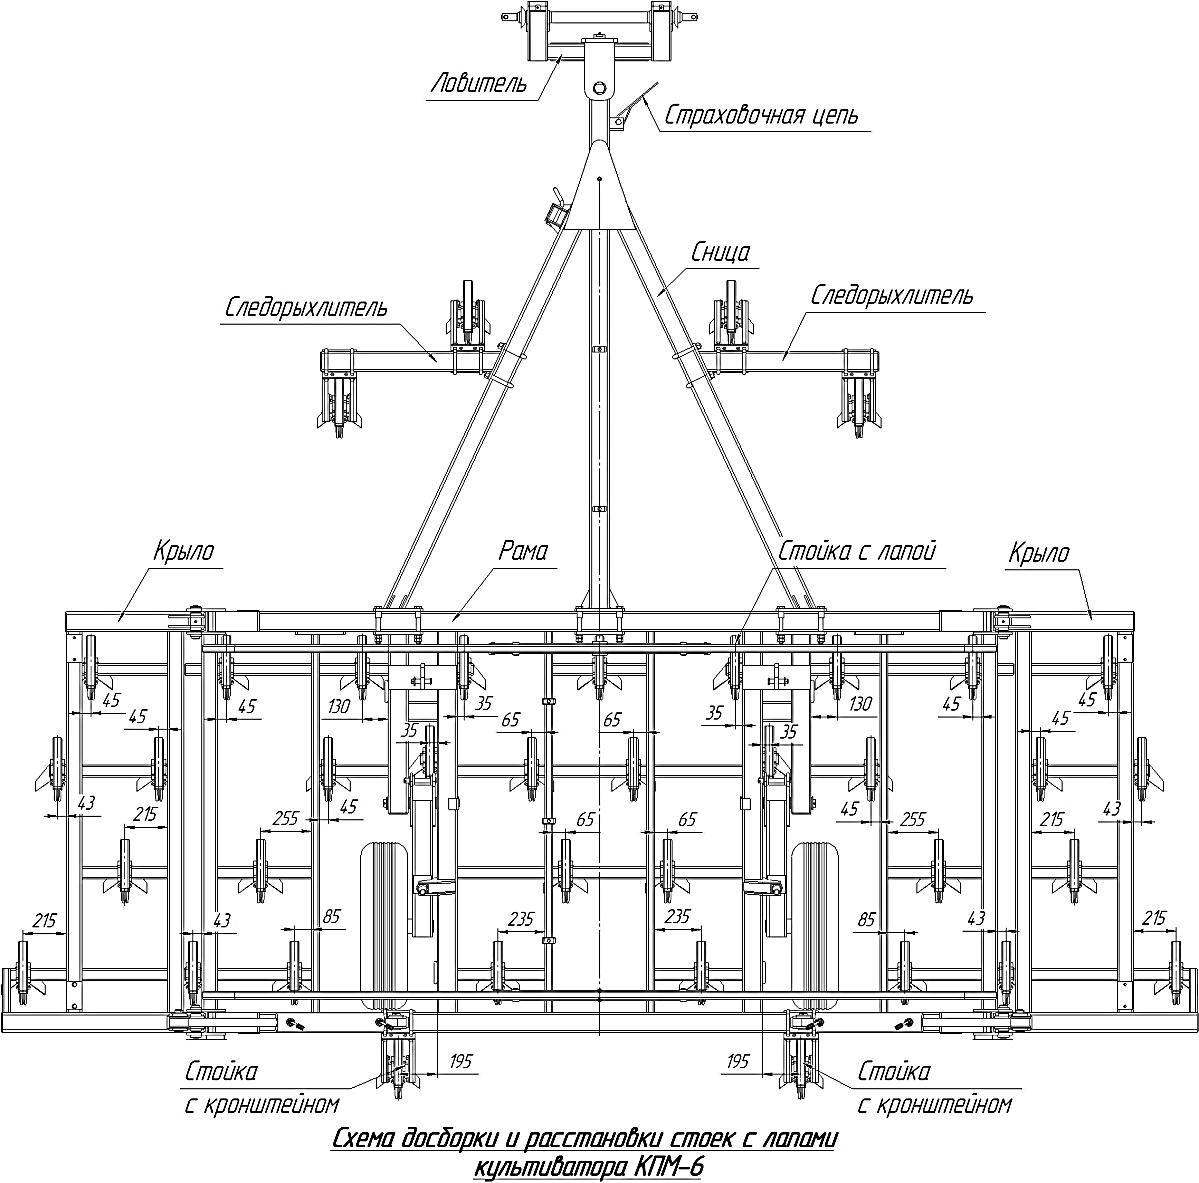 Ловитель
Страховочная цепь
Сница
Следорыхлитель
Следорыхлитель
Крыло
Рама
Стойка с лапой
Крыло
45
45
45
130
35
35
65
65
35
35
130
45
45
45
43
215
255
45
65
65
45
255
215
43
215
43
85
235
235
85
43
215
195
195
Стойка
с кронштейном
Стойка
с кронштейном
Схема досборки и расстановки стоек с лапами
культиватора КПМ-6